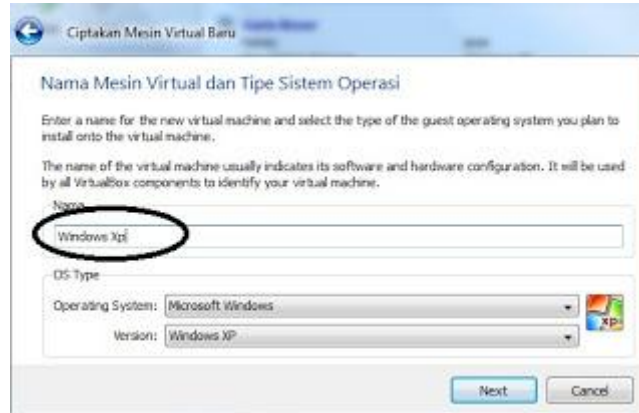 Ciptakan Mesin Virtual Baru
Nama Mesin Virtual dan Tipe Sistem Operasi
Enter a name for the new virtual machine and select the type of the guest operating system you plan to
install onto the virtual machine.
The name of the virtual machine usually indicates its software and hardware configuration. It will be used
by all VirtualBox components to identify your virtual machine.
Nama
Windows Xp
OS Type
Operating System: Microsoft Windows
xp
Version: Windows XP
Next Cancel